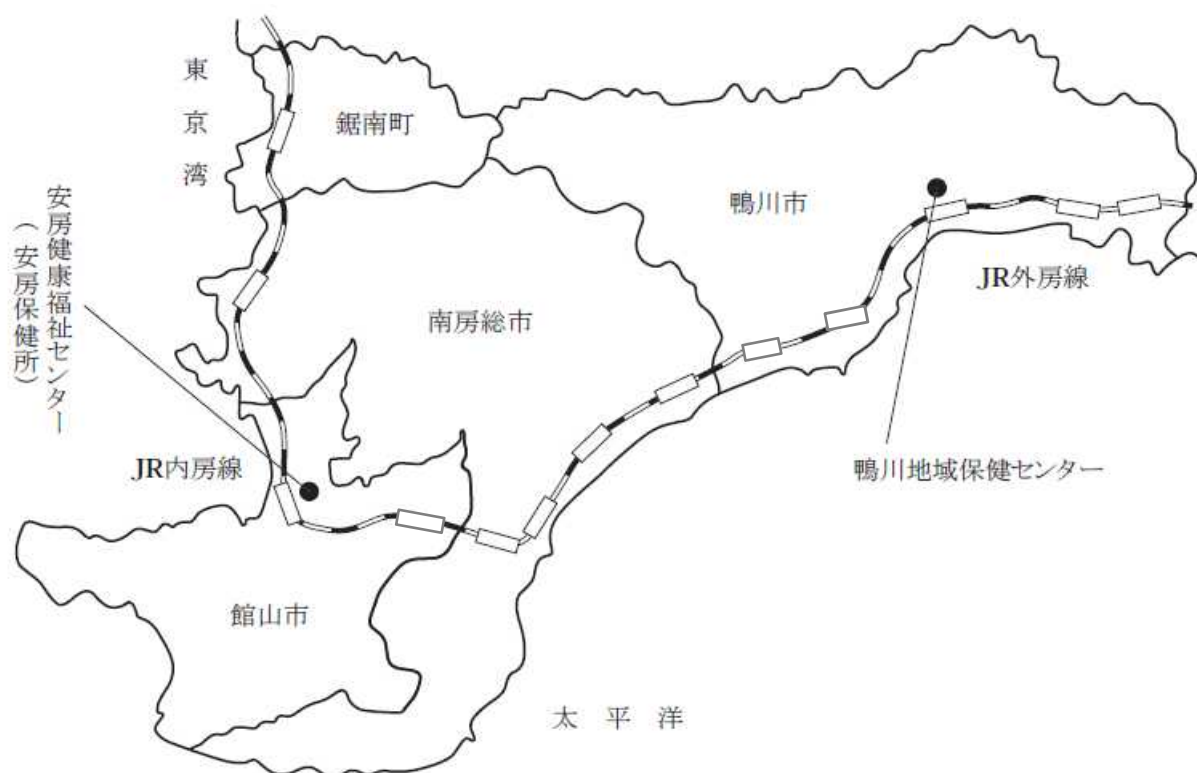 東京湾
鋸南町
鴨川市
安房健康福祉センター
（安房保健所）
南房総市
JR外房線
JR内房線
鴨川地域保健センター
館山市
太平洋